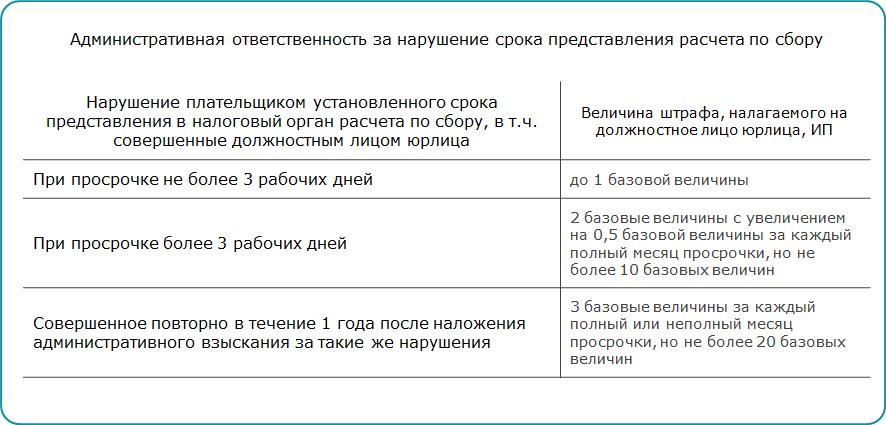 Административная ответственность за нарушение срока представления расчета по сбору
Нарушение плательщиком установленного срока
представления в налоговый орган расчета по сбору, в т.ч.
совершенные должностным лицом юрлица
Величина штрафа, налагаемого на
должностное лицо юрлица, ИП
При просрочке не более 3 рабочих дней
до 1 базовой величины
При просрочке более 3 рабочих дней
2 базовые величины с увеличением
на 0,5 базовой величины за каждый
полный месяц просрочки, но не
более 10 базовых величин
Совершенное повторно в течение 1 года после наложения
административного взыскания за такие же нарушения
3 базовые величины за каждый
полный или неполный месяц
просрочки, но не более 20 базовых
величин